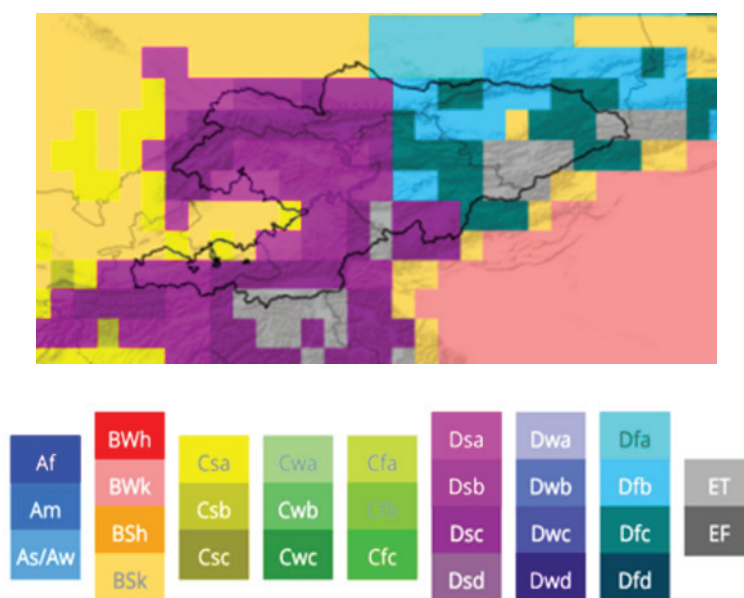 Af
Am
As/Aw
BWh
BWk
BSh
BSk
Csa
Csb
Csc
Cwa
Cwb
Cwc
Cfa
Cfb
Cfc
Dsa
Dsb
Dsc
Dsd
Dwa
Dwb
Dwc
Dwd
Dfa
Dfb
Dfc
Dfd
ET
EF